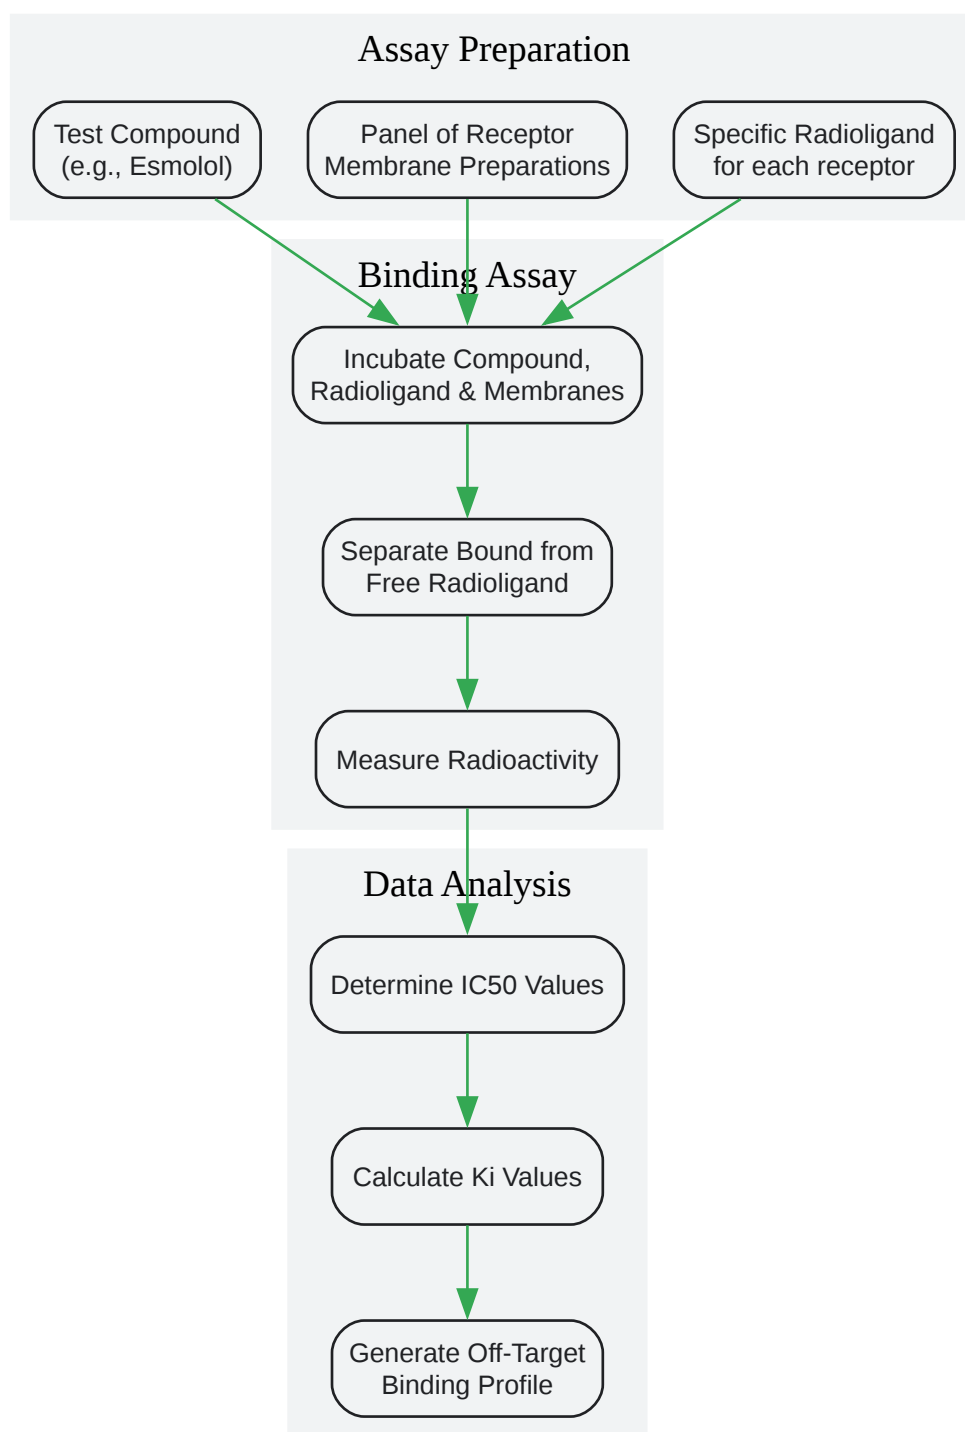 Assay Preparation
Test Compound
(e.g., Esmolol)
Panel of Receptor
Membrane Preparations
Specific Radioligand
for each receptor
Binding Assay
Incubate Compound,
Radioligand & Membranes
Separate Bound from
Free Radioligand
Measure Radioactivity
Data Analysis
Determine IC50 Values
Calculate Ki Values
Generate Off-Target
Binding Profile